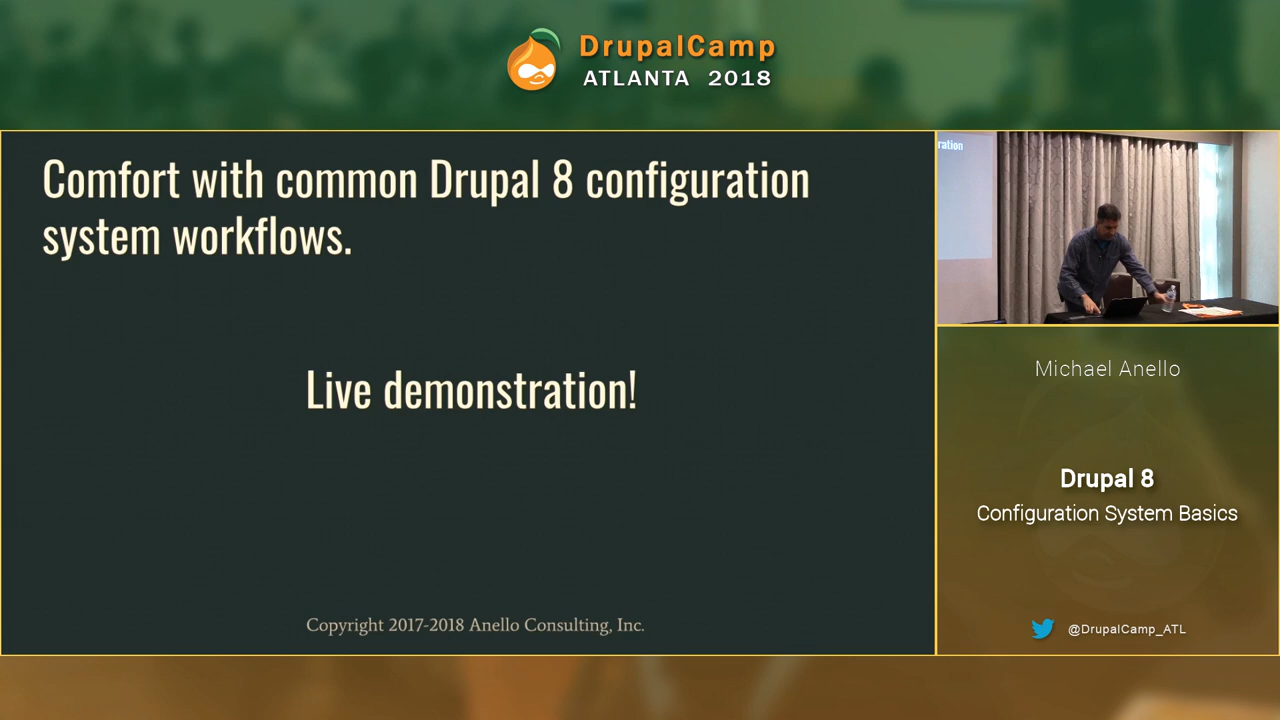 DrupalCamp
ATLANTA 2018
Comfort with common Drupal 8 configuration
system workflows.
Live demonstration!
Copyright 2017-2018 Anello Consulting, Inc.
ration
Michael Anello
Drupal 8
Configuration System Basics
@DrupalCamp_ATL